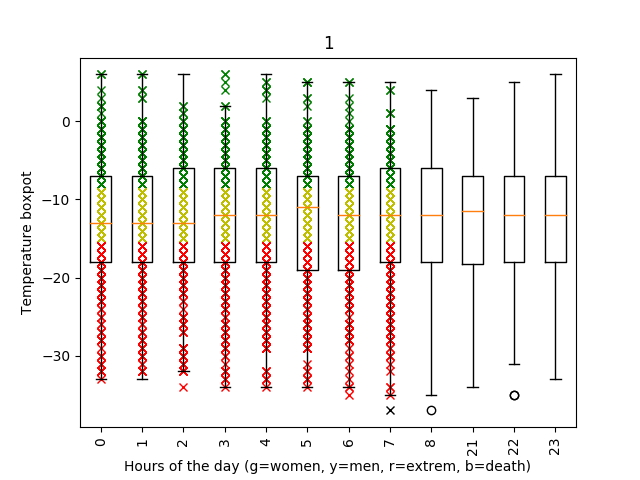 1
0
−10
−20
−30
Temperature boxpot
0 1 2 3 4 5 6 7 8 21 22 23
Hours of the day (g=women, y=men, r=extrem, b=death)